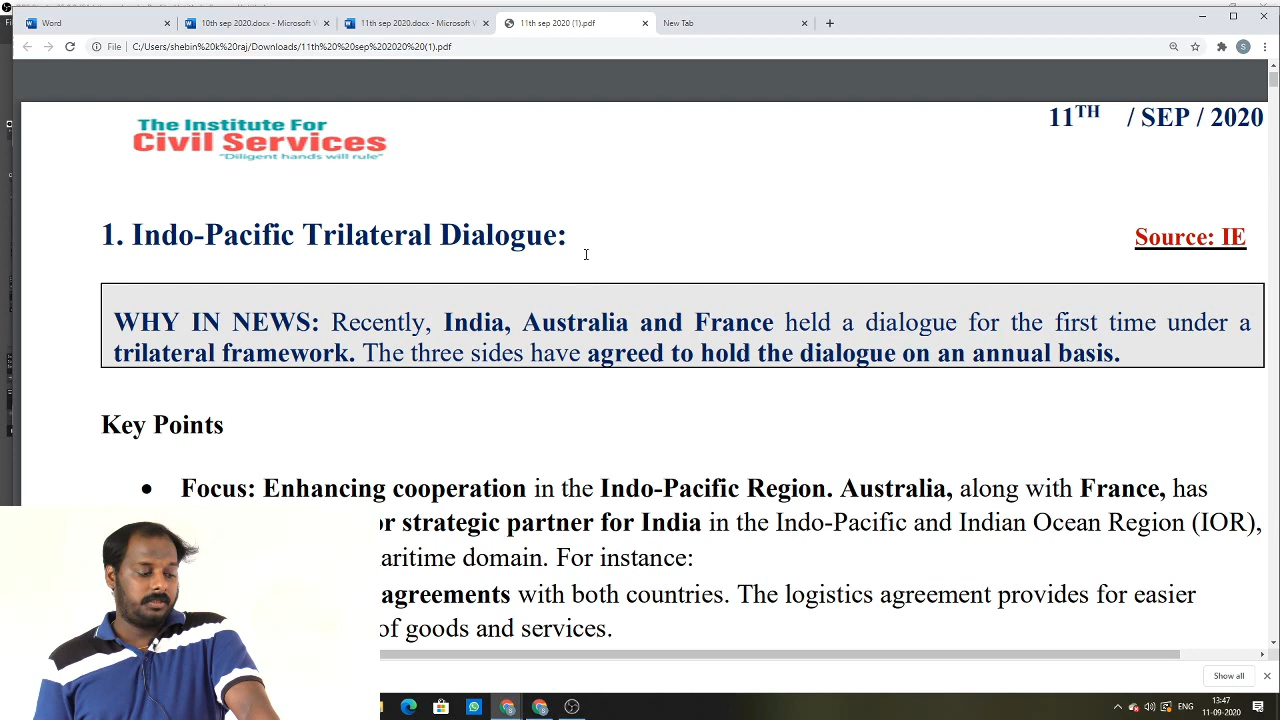 Word
10th sep 2020.docx - Microsoft W
11th sep 2020.docx - Microsoft W
11th sep 2020 (1).pdf
New Tab
File
C:/Users/shebin%20k%20raj/Downloads/11th%20%20sep%202020%20(1).pdf
S
The Institute For
Civil Services
"Diligent hands will rule"
11TH / SEP / 2020
1. Indo-Pacific Trilateral Dialogue:
Source: IE
WHY IN NEWS: Recently, India, Australia and France held a dialogue for the first time under a
trilateral framework. The three sides have agreed to hold the dialogue on an annual basis.
Key Points
• Focus: Enhancing cooperation in the Indo-Pacific Region. Australia, along with France, has
or strategic partner for India in the Indo-Pacific and Indian Ocean Region (IOR),
aritime domain. For instance:
agreements with both countries. The logistics agreement provides for easier
of goods and services.
Show all
ENG
13:47
11-09-2020